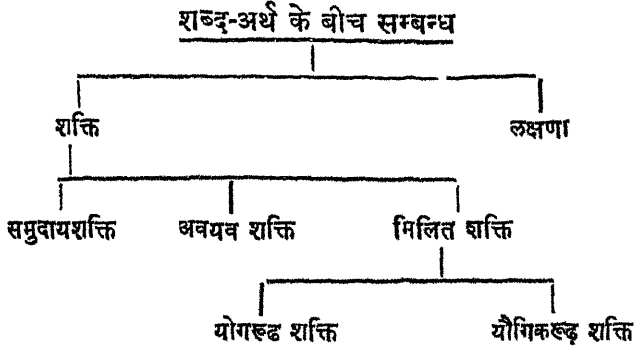 शब्द-अर्थ के बीच सम्बन्ध
शक्ति लक्षणा
समुदायशक्ति अवयव शक्ति मिलित शक्ति
योगरूढ शक्ति यौगिकरूढ़ शक्ति